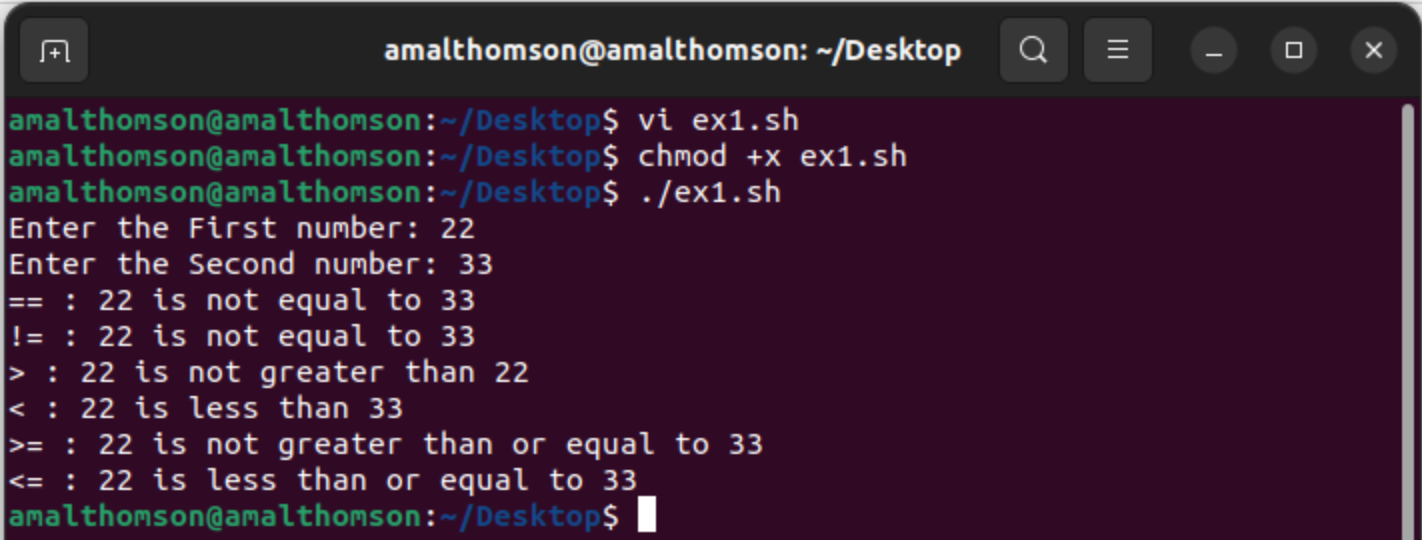 amalthomson@amalthomson: ~/Desktop
amalthomson@amalthomson:~/Desktop$ vi ex1.sh
amalthomson@amalthomson:~/Desktop$ chmod +x ex1.sh
amalthomson@amalthomson:~/Desktop$ ./ex1.sh
Enter the First number: 22
Enter the Second number: 33
== : 22 is not equal to 33
!= : 22 is not equal to 33
> : 22 is not greater than 22
< : 22 is less than 33
>= : 22 is not greater than or equal to 33
<= : 22 is less than or equal to 33
amalthomson@amalthomson:~/Desktop$